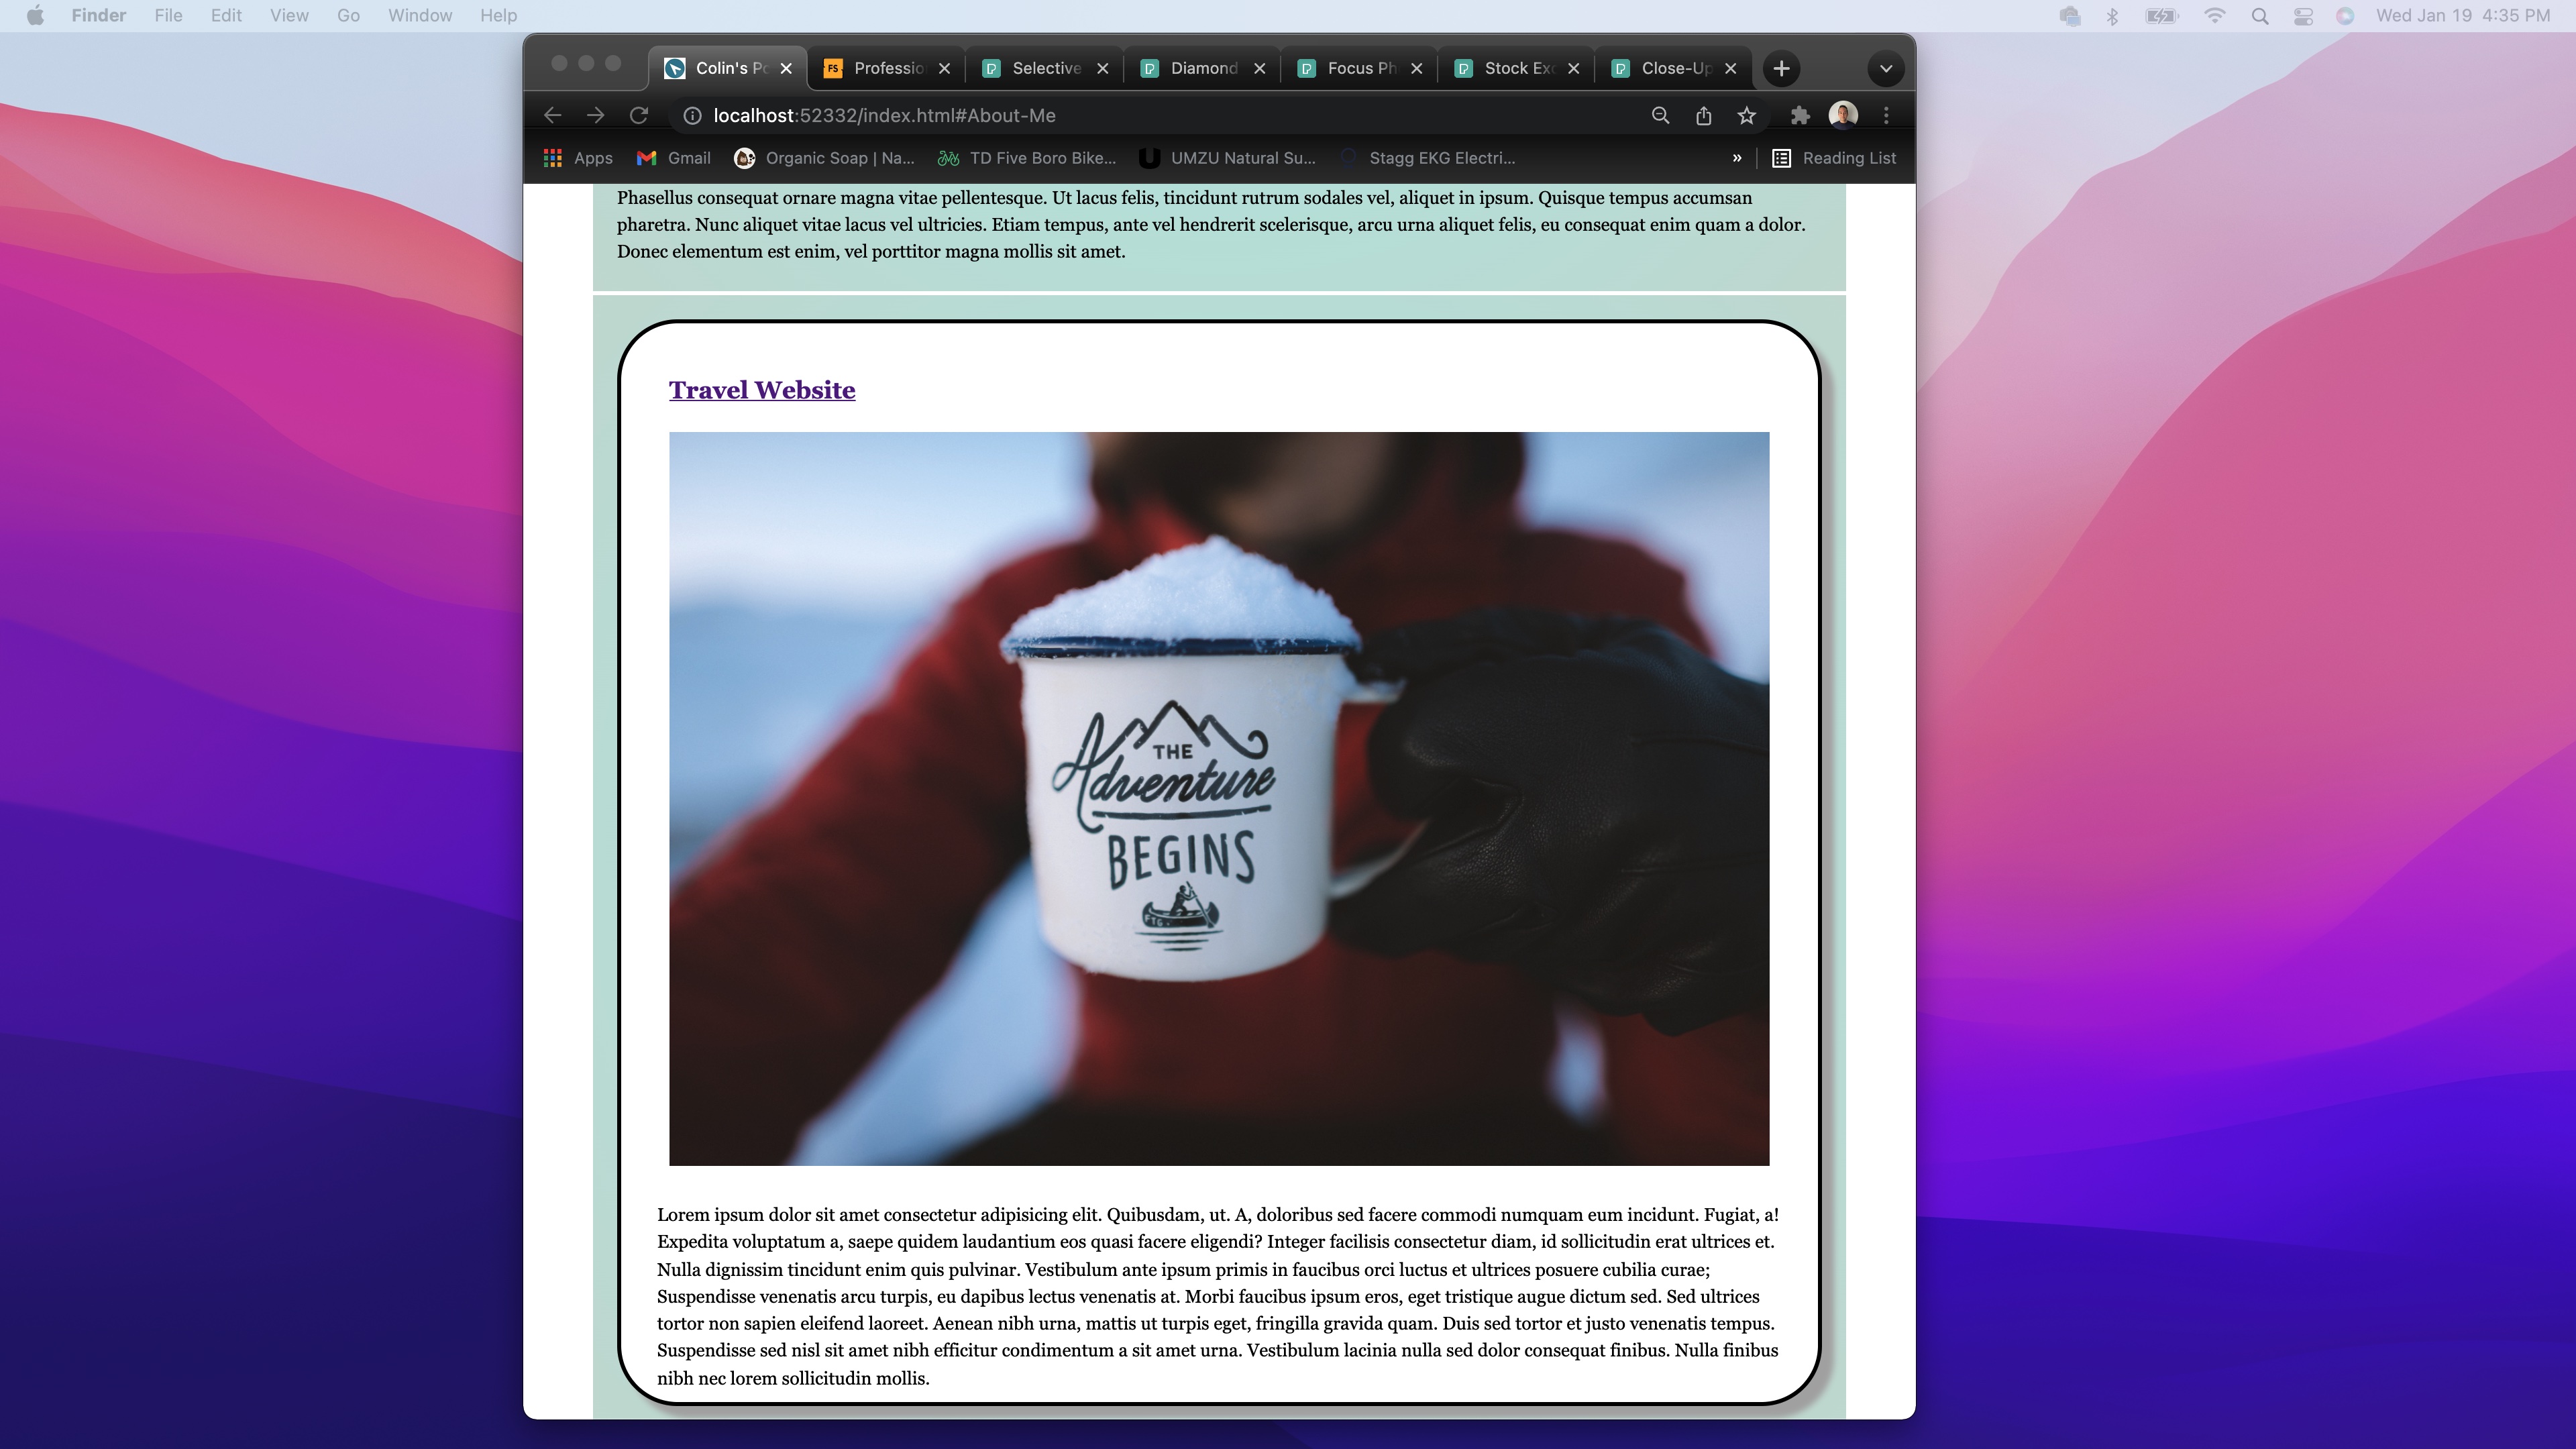 Finder File Edit View Go Window Help Wed Jan 19 4:35 PM
Colin's Po FS Professio Selective Diamond Focus Ph Stock Exc Close-Up
localhost:52332/index.html#About-Me
Apps Gmail Organic Soap | Na... TD Five Boro Bike... UMZU Natural Su... Stagg EKG Electri... » Reading List
Phasellus consequat ornare magna vitae pellentesque. Ut lacus felis, tincidunt rutrum sodales vel, aliquet in ipsum. Quisque tempus accumsan
pharetra. Nunc aliquet vitae lacus vel ultricies. Etiam tempus, ante vel hendrerit scelerisque, arcu urna aliquet felis, eu consequat enim quam a dolor.
Donec elementum est enim, vel porttitor magna mollis sit amet.
Travel Website
THE
Adventure
BEGINS
FTG
Lorem ipsum dolor sit amet consectetur adipisicing elit. Quibusdam, ut. A, doloribus sed facere commodi numquam eum incidunt. Fugiat, a!
Expedita voluptatum a, saepe quidem laudantium eos quasi facere eligendi? Integer facilisis consectetur diam, id sollicitudin erat ultrices et.
Nulla dignissim tincidunt enim quis pulvinar. Vestibulum ante ipsum primis in faucibus orci luctus et ultrices posuere cubilia curae;
Suspendisse venenatis arcu turpis, eu dapibus lectus venenatis at. Morbi faucibus ipsum eros, eget tristique augue dictum sed. Sed ultrices
tortor non sapien eleifend laoreet. Aenean nibh urna, mattis ut turpis eget, fringilla gravida quam. Duis sed tortor et justo venenatis tempus.
Suspendisse sed nisl sit amet nibh efficitur condimentum a sit amet urna. Vestibulum lacinia nulla sed dolor consequat finibus. Nulla finibus
nibh nec lorem sollicitudin mollis.